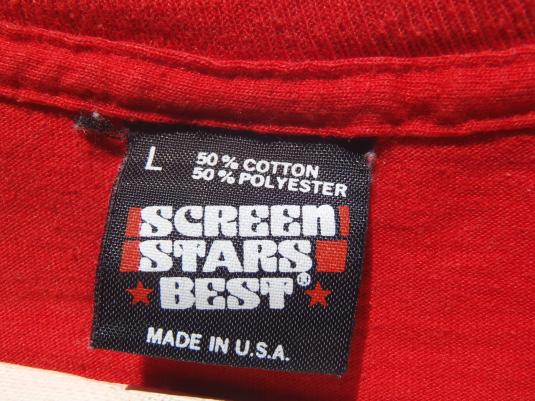 L
50% COTTON
50% POLYESTER
SCREEN
STARS
BEST®
MADE IN U.S.A.